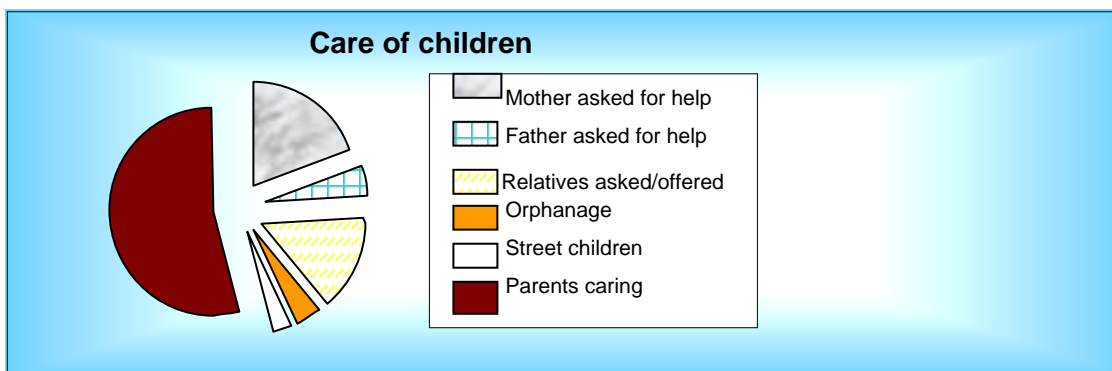 Care of children
Mother asked for help
Father asked for help
Relatives asked/offered
Orphanage
Street children
Parents caring